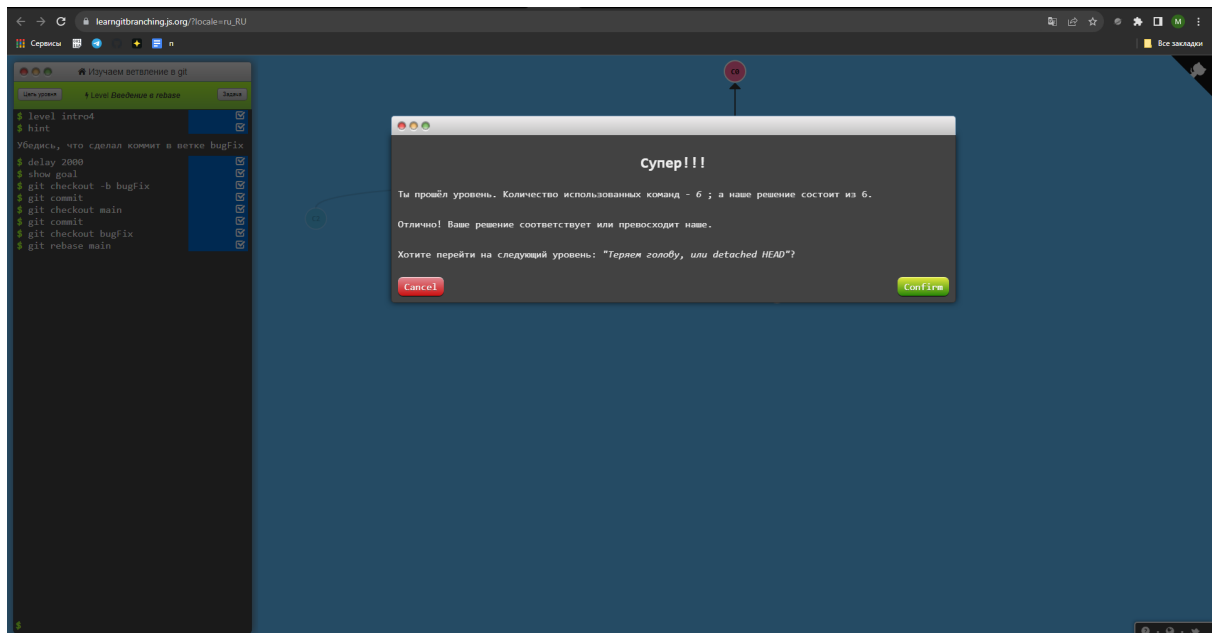 learngitbranching.js.org/?locale=ru_RU
M
Сервисы
п
Все закладки
Изучаем ветвление в git
Цель уровня
Level Введение в rebase
Задача
$ level intro4
$ hint
Убедись, что сделал коммит в ветке bugFix
$ delay 2000
$ show goal
$ git checkout -b bugFix
$ git commit
$ git checkout main
$ git commit
$ git checkout bugFix
$ git rebase main
$
C0
Супер!!!
Ты прошёл уровень. Количество использованных команд - 6 ; а наше решение состоит из 6.
Отлично! Ваше решение соответствует или превосходит наше.
Хотите перейти на следующий уровень: "Теряем голову, или detached HEAD"?
Cancel
Confirm